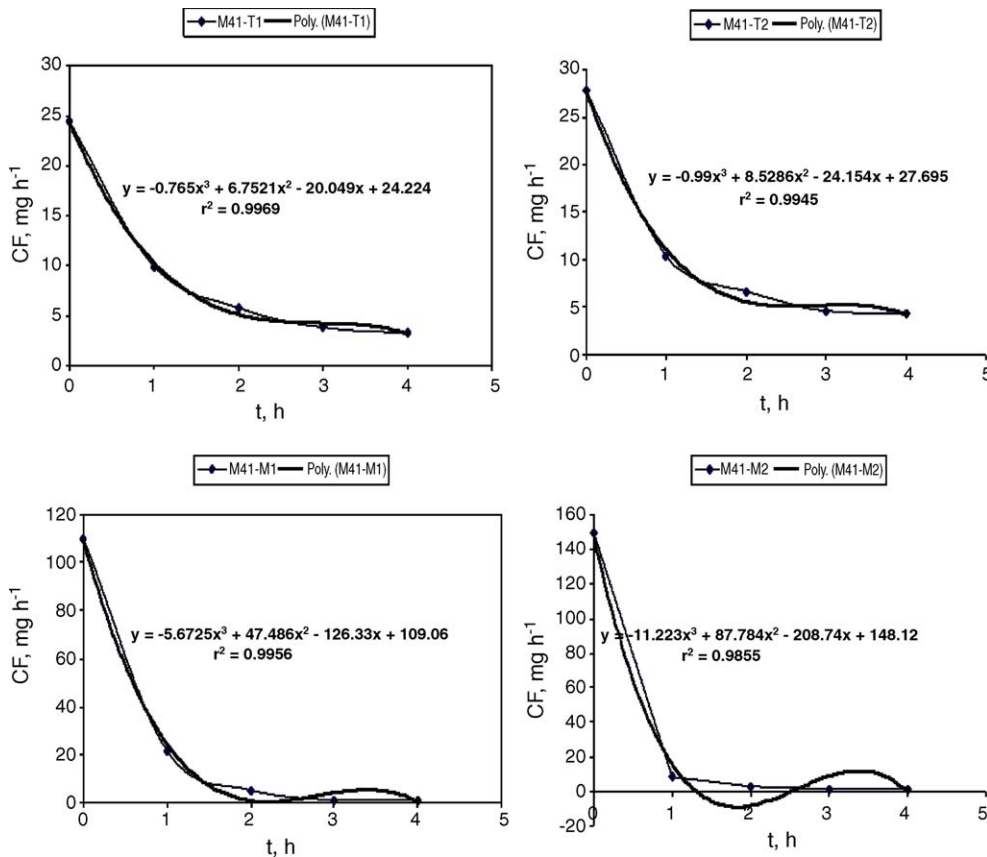 M41-T1 Poly. (M41-T1)
30
25
20
15
10
5
0
CF, mg h⁻¹
y = -0.765x³ + 6.7521x² - 20.049x + 24.224
r² = 0.9969
0 1 2 3 4 5
t, h
M41-T2 Poly. (M41-T2)
30
25
20
15
10
5
0
CF, mg h⁻¹
y = -0.99x³ + 8.5286x² - 24.154x + 27.695
r² = 0.9945
0 1 2 3 4 5
t, h
M41-M1 Poly. (M41-M1)
120
100
80
60
40
20
0
CF, mg h⁻¹
y = -5.6725x³ + 47.486x² - 126.33x + 109.06
r² = 0.9956
0 1 2 3 4 5
t, h
M41-M2 Poly. (M41-M2)
160
140
120
100
80
60
40
20
0
-20
CF, mg h⁻¹
y = -11.223x³ + 87.784x² - 208.74x + 148.12
r² = 0.9855
0 1 2 3 4 5
t, h